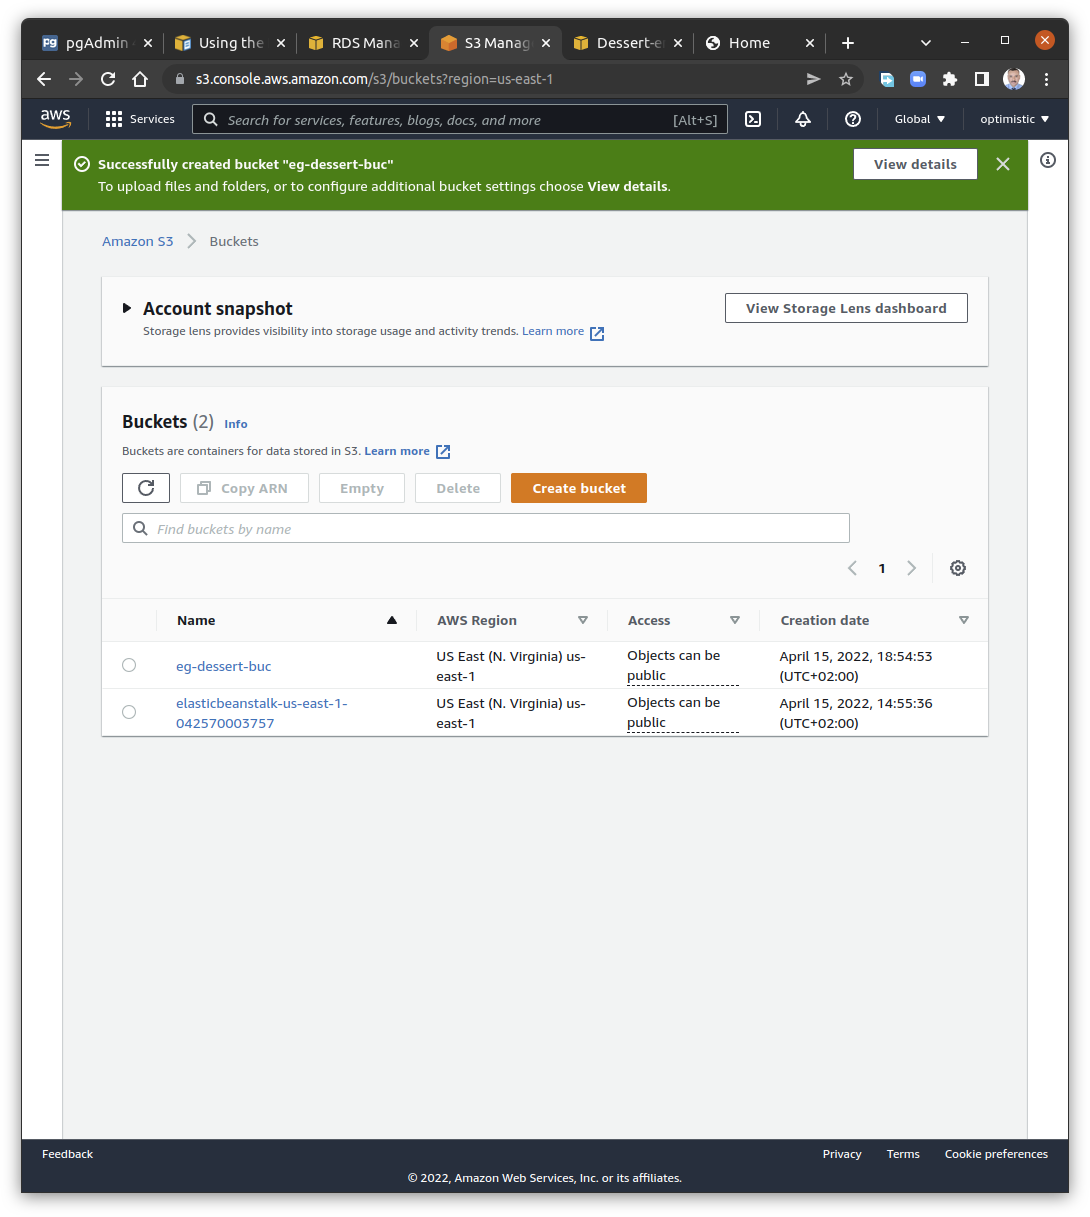 pgAdmin
Using the
RDS Mana
S3 Manag
Dessert-e
Home
s3.console.aws.amazon.com/s3/buckets?region=us-east-1
aws
Services
Search for services, features, blogs, docs, and more
[Alt+S]
Global
optimistic
Successfully created bucket "eg-dessert-buc"
To upload files and folders, or to configure additional bucket settings choose View details.
View details
Amazon S3
Buckets
Account snapshot
Storage lens provides visibility into storage usage and activity trends. Learn more
View Storage Lens dashboard
Buckets (2) Info
Buckets are containers for data stored in S3. Learn more
Copy ARN
Empty
Delete
Create bucket
Find buckets by name
1
Name
AWS Region
Access
Creation date
eg-dessert-buc
US East (N. Virginia) us-
east-1
Objects can be
public
April 15, 2022, 18:54:53
(UTC+02:00)
elasticbeanstalk-us-east-1-
042570003757
US East (N. Virginia) us-
east-1
Objects can be
public
April 15, 2022, 14:55:36
(UTC+02:00)
Feedback
Privacy
Terms
Cookie preferences
© 2022, Amazon Web Services, Inc. or its affiliates.